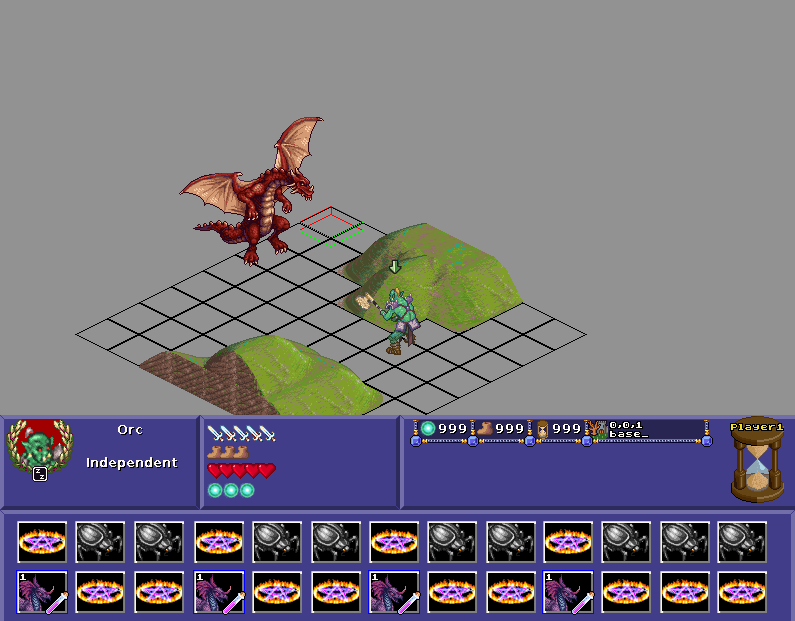 Orc
Independent
z
z
999
999
999
0,0,1
base_
Player1
1
1
1
1